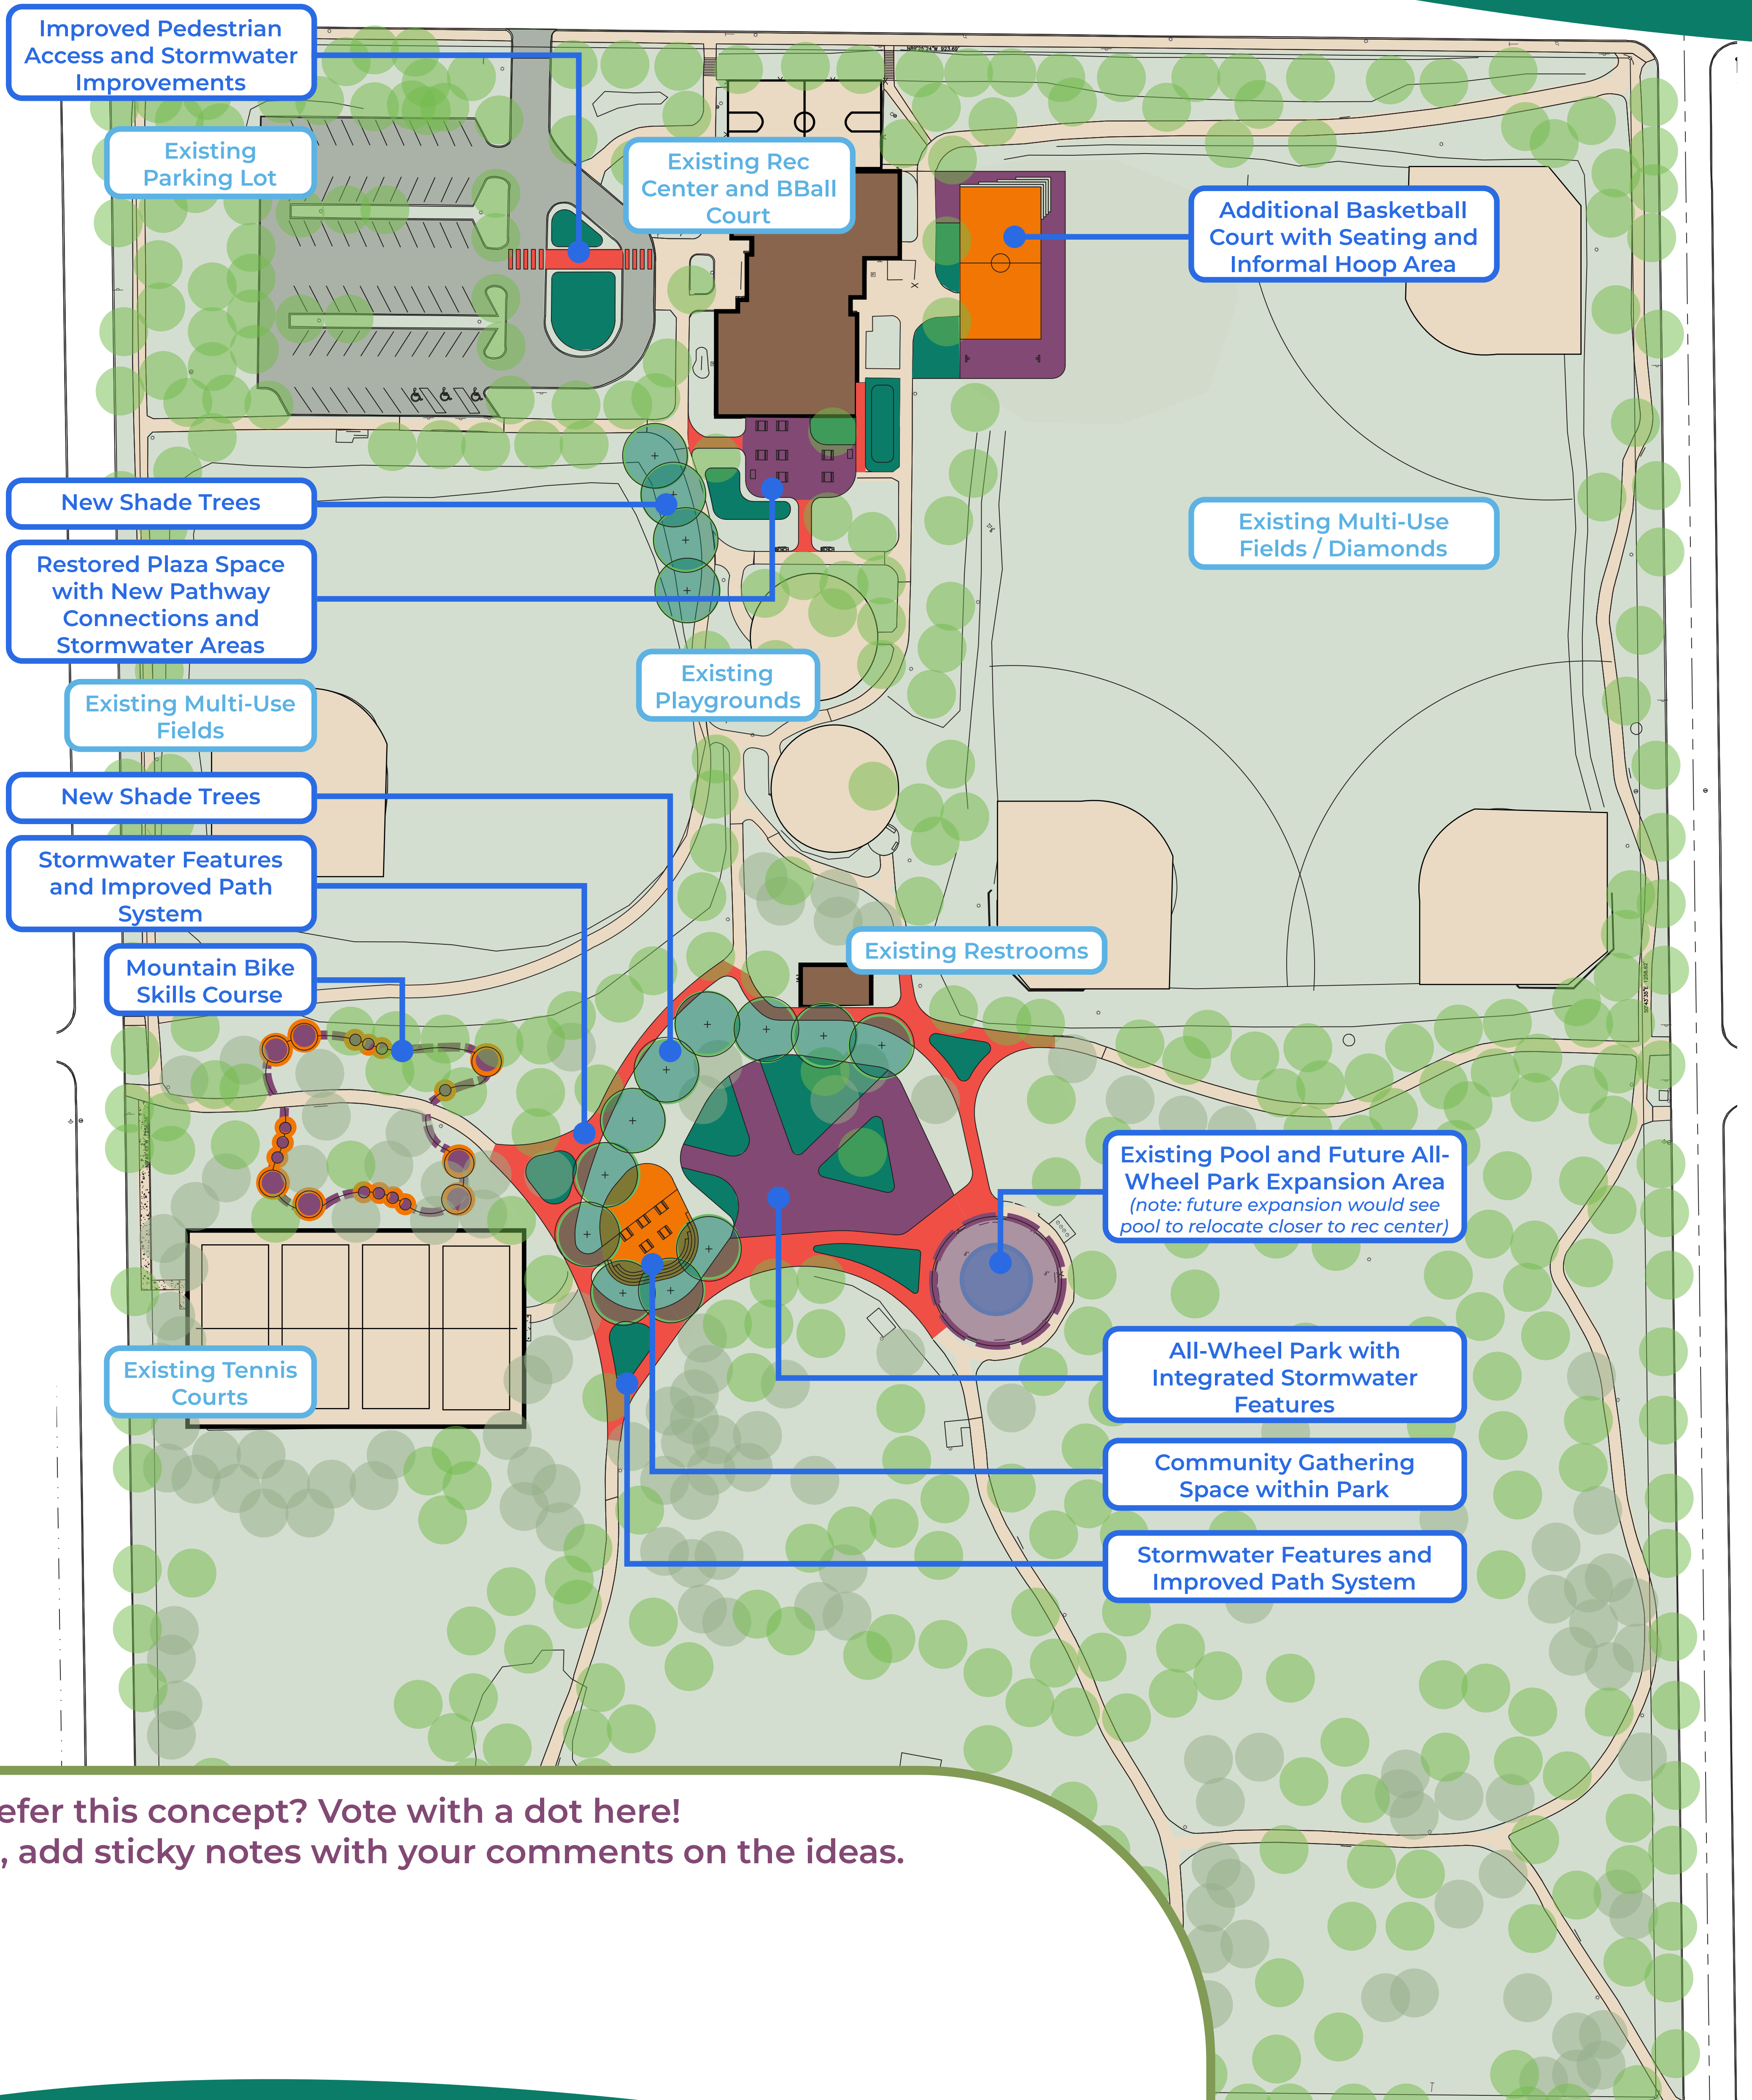 Improved Pedestrian
Access and Stormwater
Improvements
Existing
Parking Lot
Existing Rec
Center and BBall
Court
Additional Basketball
Court with Seating and
Informal Hoop Area
New Shade Trees
Existing Multi-Use
Fields / Diamonds
Restored Plaza Space
with New Pathway
Connections and
Stormwater Areas
Existing
Playgrounds
Existing Multi-Use
Fields
New Shade Trees
Stormwater Features
and Improved Path
System
Existing Restrooms
Mountain Bike
Skills Course
Existing Pool and Future All-
Wheel Park Expansion Area
(note: future expansion would see
pool to relocate closer to rec center)
All-Wheel Park with
Integrated Stormwater
Features
Existing Tennis
Courts
Community Gathering
Space within Park
Stormwater Features and
Improved Path System
efer this concept? Vote with a dot here!
, add sticky notes with your comments on the ideas.